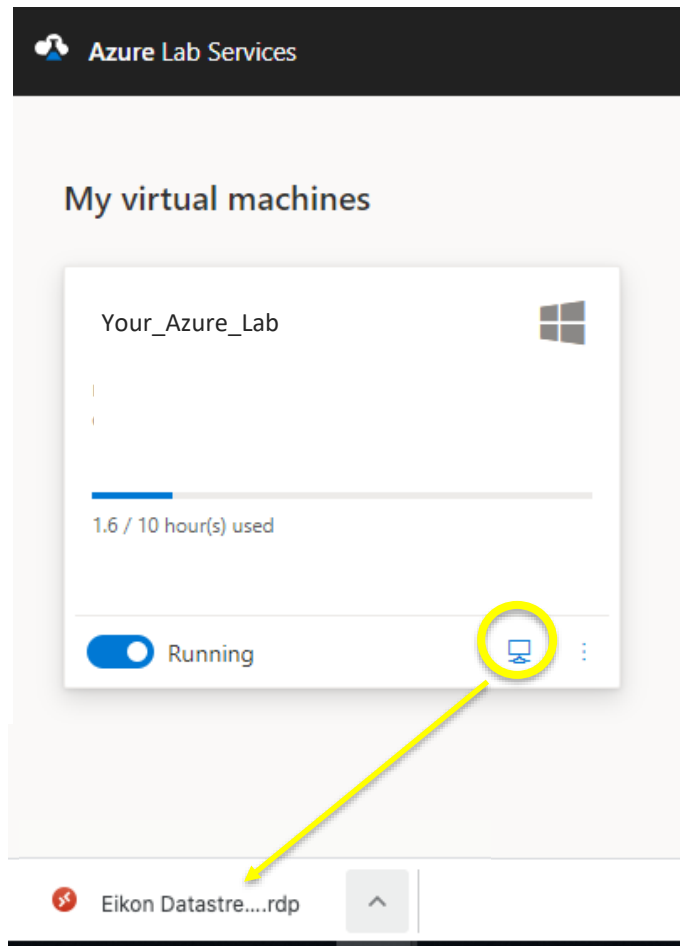 Azure Lab Services
My virtual machines
Your_Azure_Lab
1.6 / 10 hour(s) used
Running
Eikon Datastre....rdp